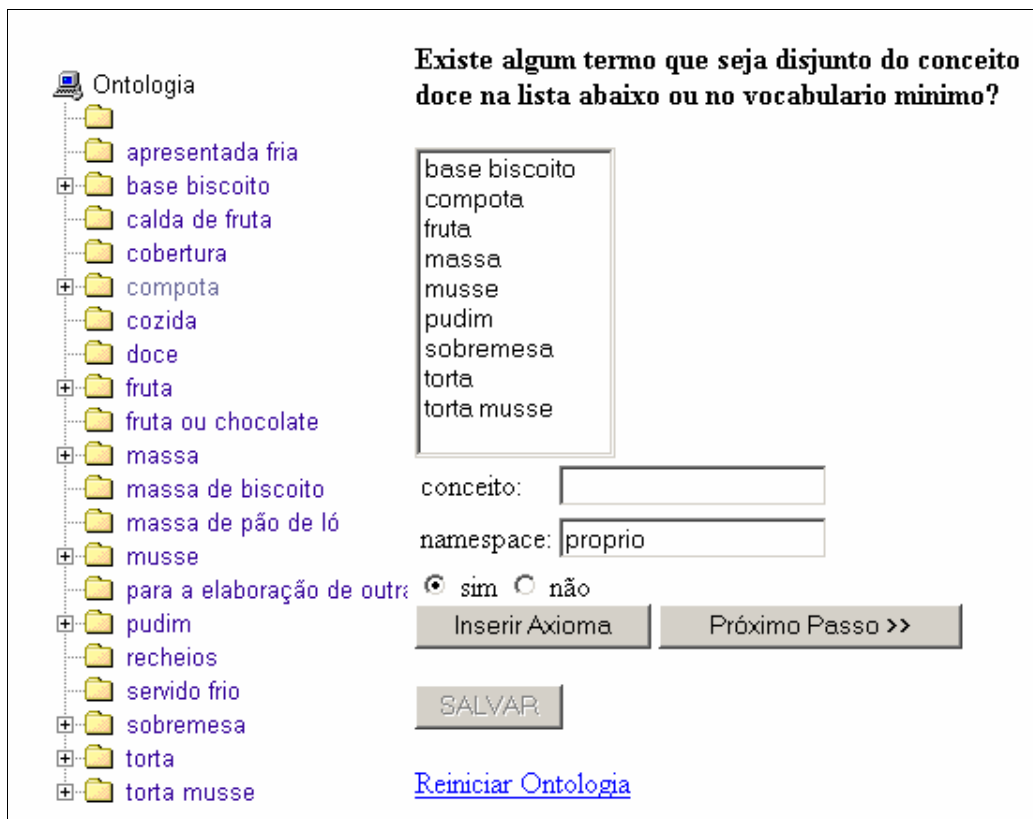 Ontologia
apresentada fria
base biscoito
calda de fruta
cobertura
compota
cozida
doce
fruta
fruta ou chocolate
massa
massa de biscoito
massa de pão de ló
musse
para a elaboração de outra
pudim
recheios
servido frio
sobremesa
torta
torta musse
Existe algum termo que seja disjunto do conceito
doce na lista abaixo ou no vocabulario minimo?
base biscoito
compota
fruta
massa
musse
pudim
sobremesa
torta
torta musse
conceito:
namespace: proprio
sim não
Inserir Axioma Próximo Passo >>
SALVAR
Reiniciar Ontologia